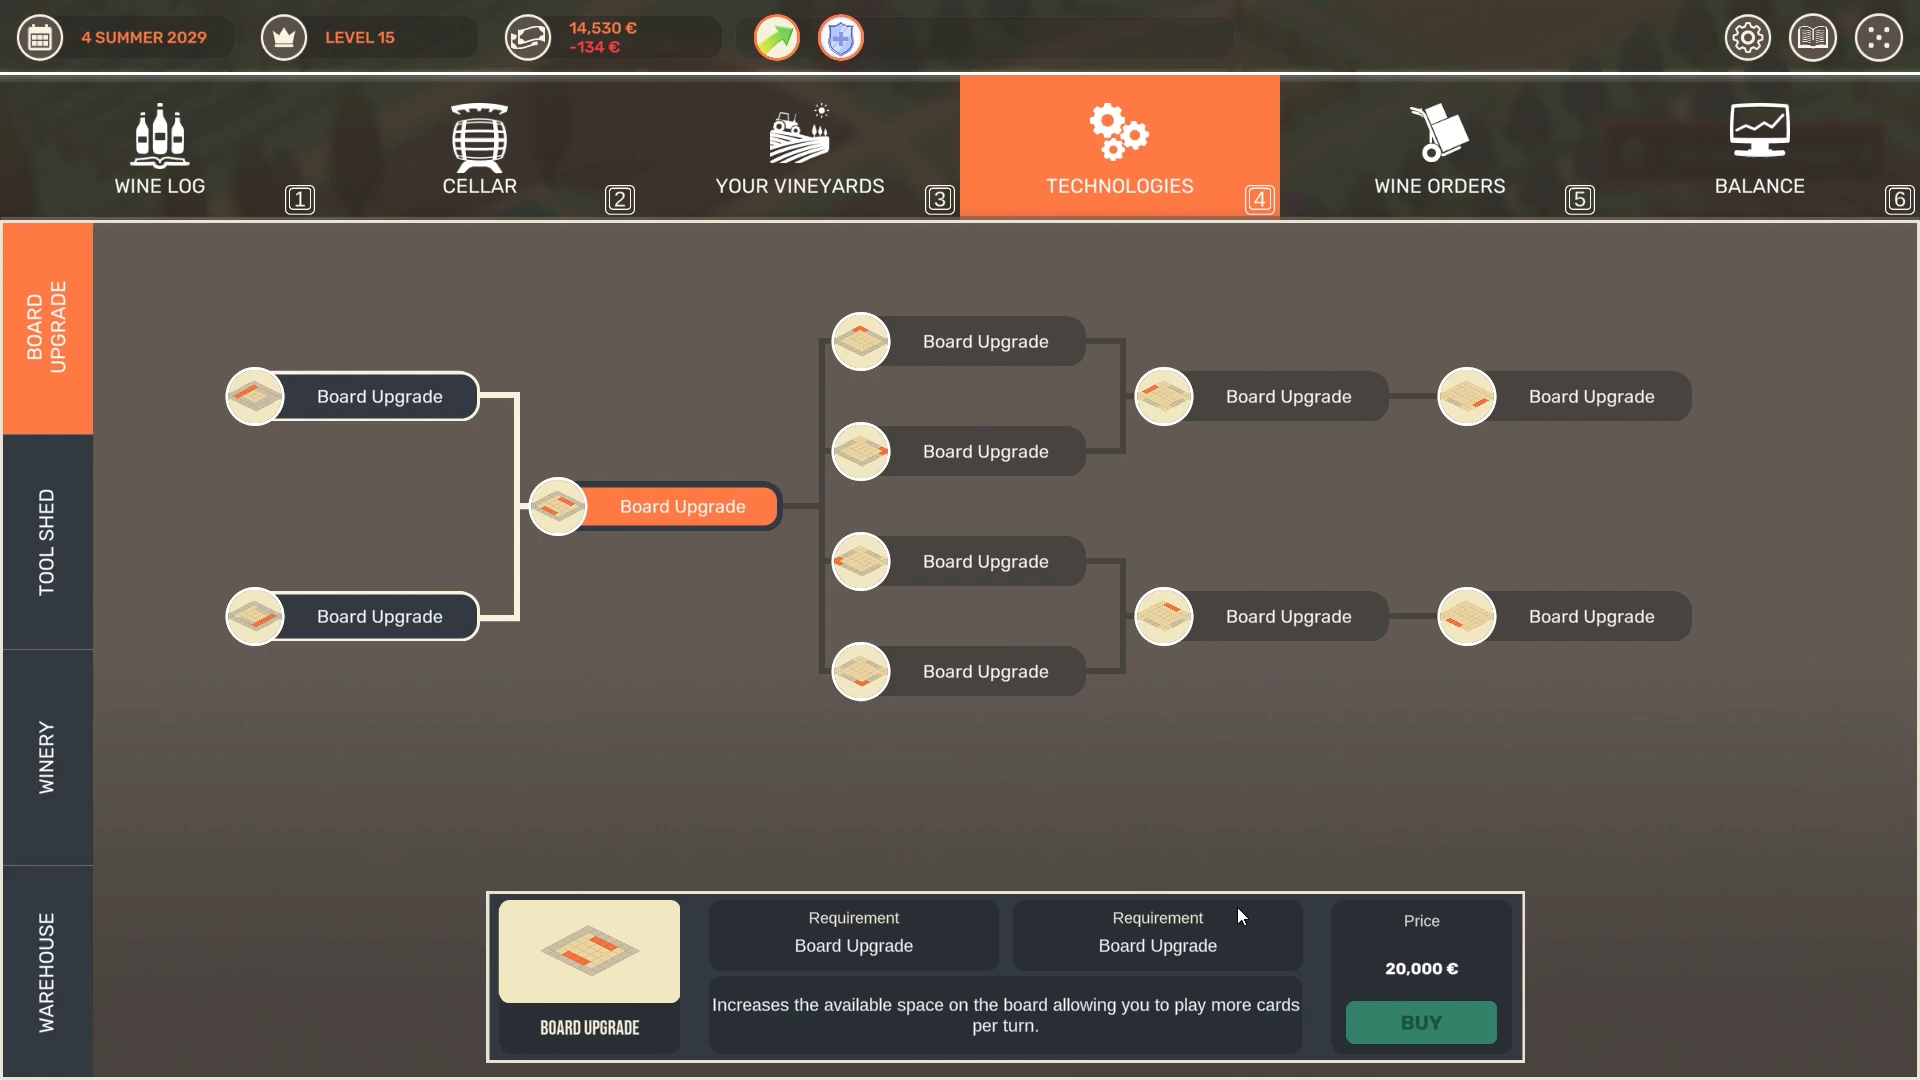 4 SUMMER 2029
LEVEL 15
14,530 €
-134 €
WINE LOG
1
CELLAR
2
YOUR VINEYARDS
3
TECHNOLOGIES
4
WINE ORDERS
5
BALANCE
6
BOARD
UPGRADE
TOOL SHED
WINERY
WAREHOUSE
Board Upgrade
Board Upgrade
Board Upgrade
Board Upgrade
Board Upgrade
Board Upgrade
Board Upgrade
Board Upgrade
Board Upgrade
Board Upgrade
Board Upgrade
BOARD UPGRADE
Requirement
Board Upgrade
Requirement
Board Upgrade
Increases the available space on the board allowing you to play more cards
per turn.
Price
20,000 €
BUY